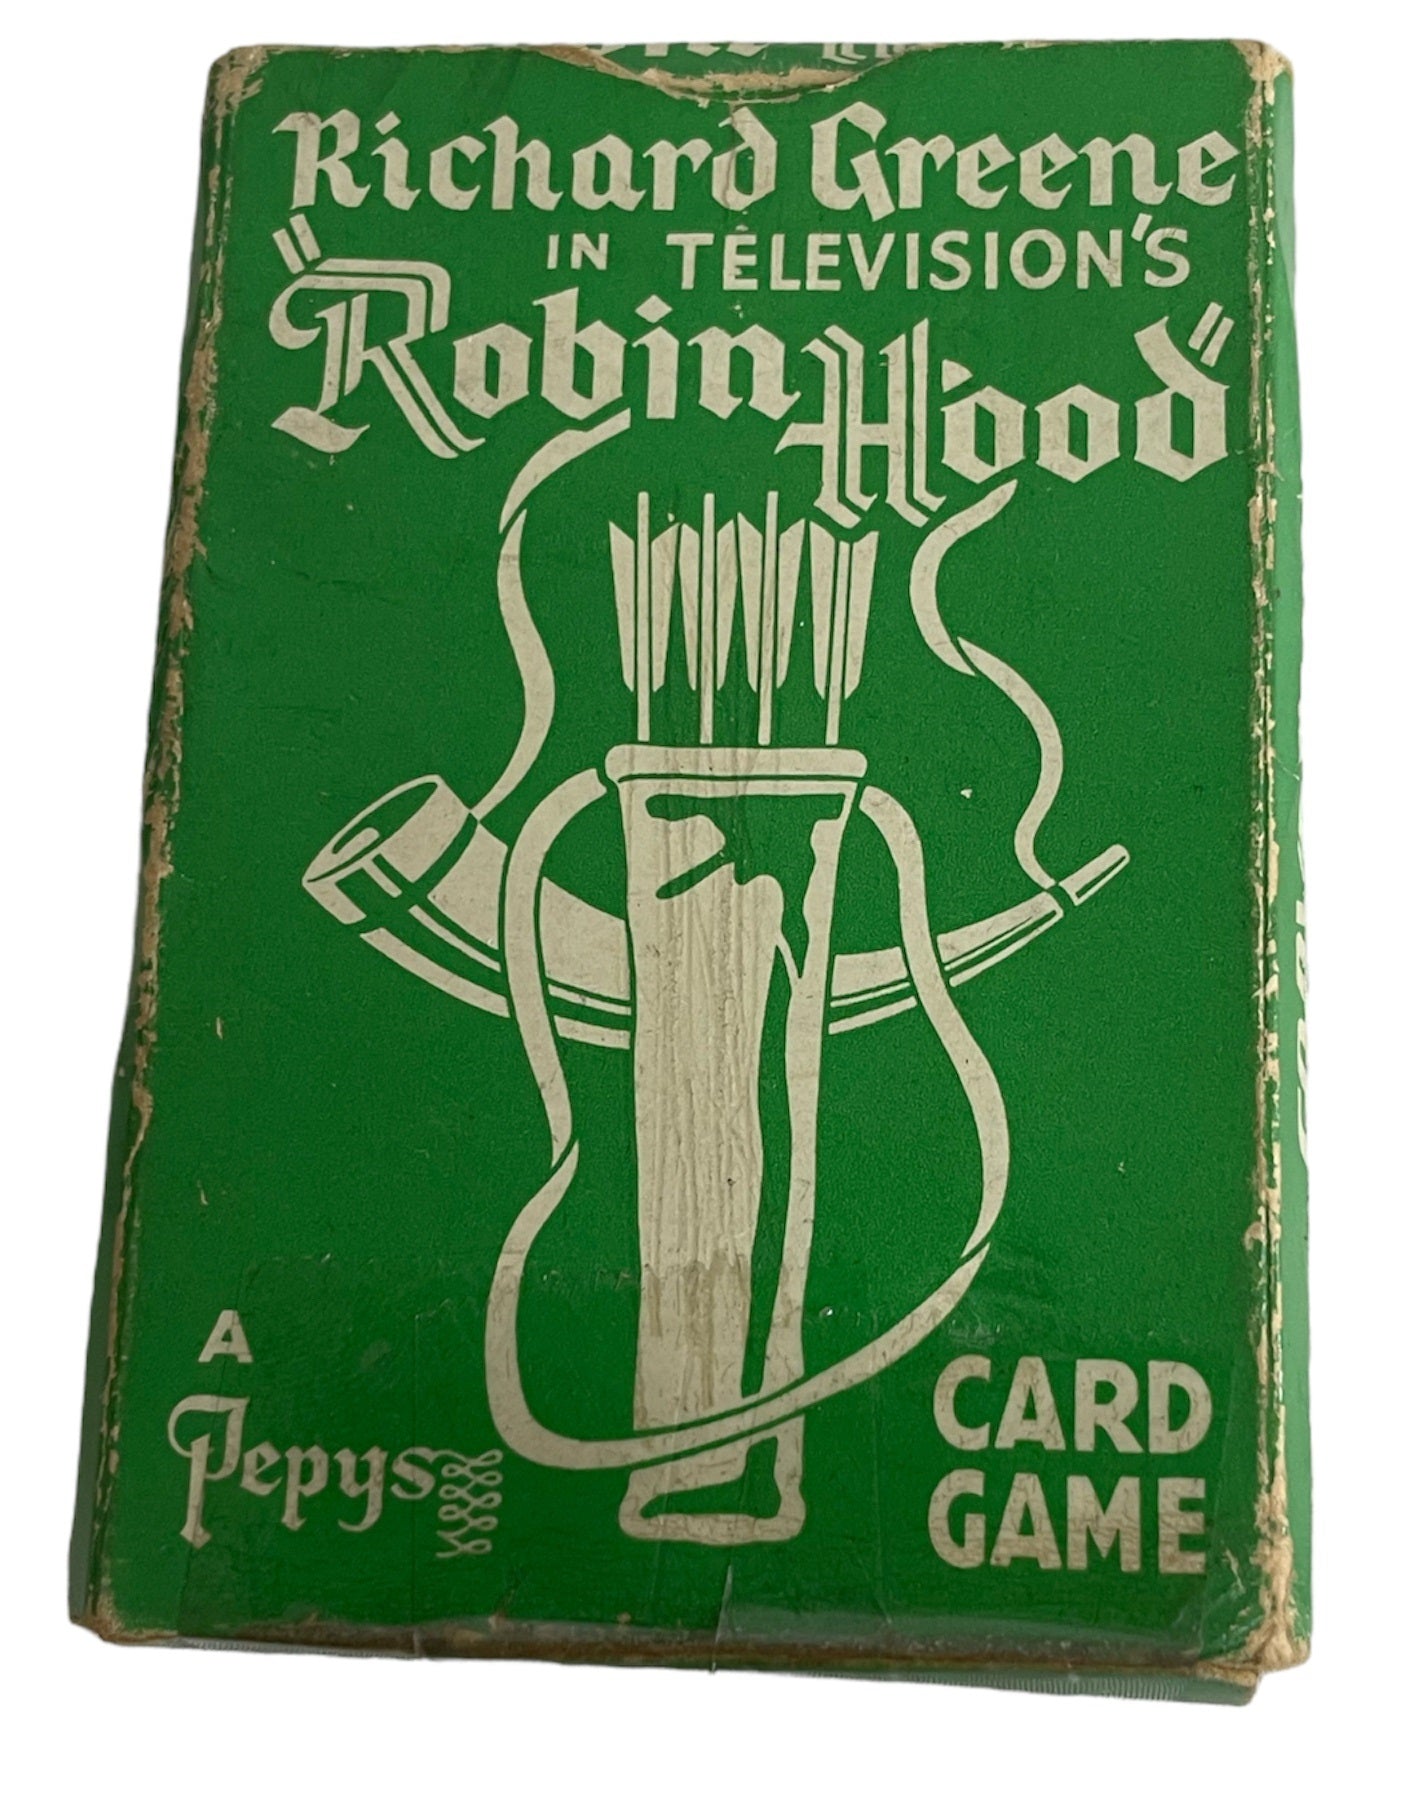 Richard Greene
IN TELEVISION'S
"Robin Hood"
A
Pepys
CARD
GAME